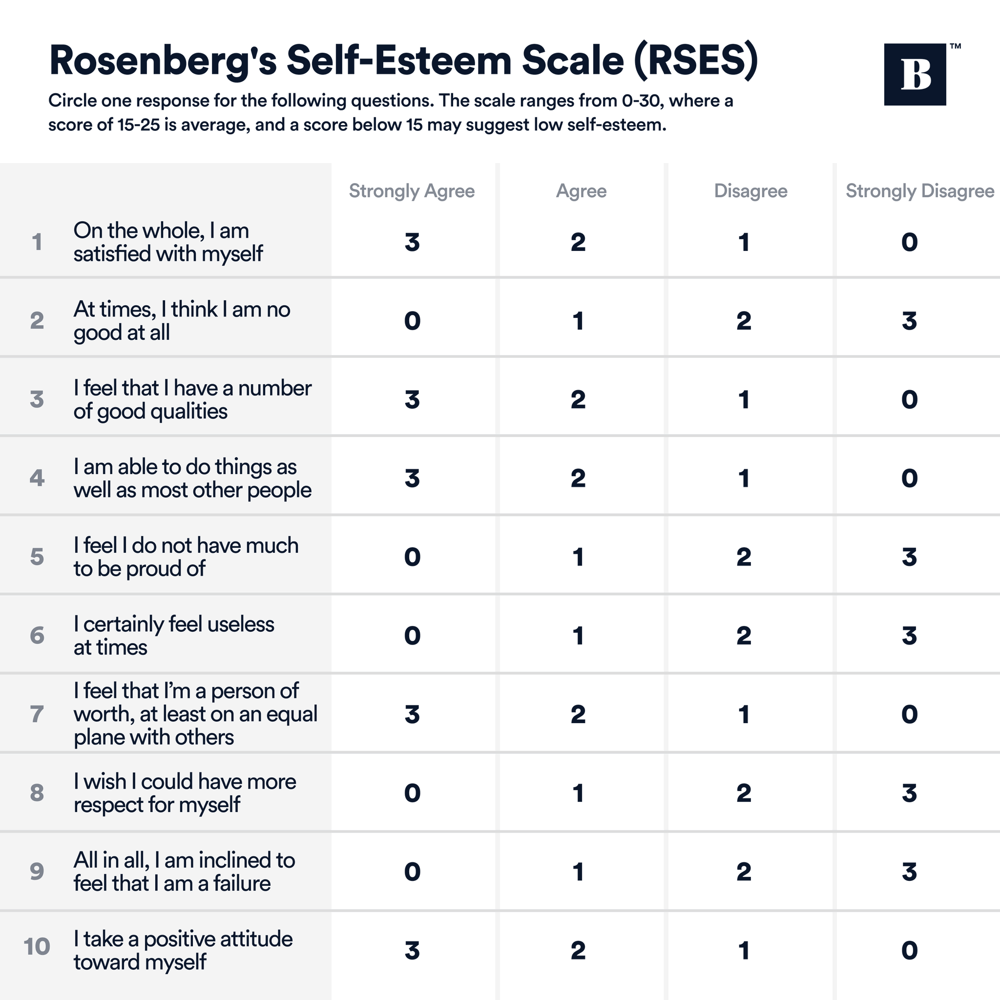 Rosenberg's Self-Esteem Scale (RSES)
B™
Circle one response for the following questions. The scale ranges from 0-30, where a
score of 15-25 is average, and a score below 15 may suggest low self-esteem.
Strongly Agree Agree Disagree Strongly Disagree
1 On the whole, I am
satisfied with myself
3 2 1 0
2 At times, I think I am no
good at all
0 1 2 3
3 I feel that I have a number
of good qualities
3 2 1 0
4 I am able to do things as
well as most other people
3 2 1 0
5 I feel I do not have much
to be proud of
0 1 2 3
6 I certainly feel useless
at times
0 1 2 3
7 I feel that I’m a person of
worth, at least on an equal
plane with others
3 2 1 0
8 I wish I could have more
respect for myself
0 1 2 3
9 All in all, I am inclined to
feel that I am a failure
0 1 2 3
10 I take a positive attitude
toward myself
3 2 1 0